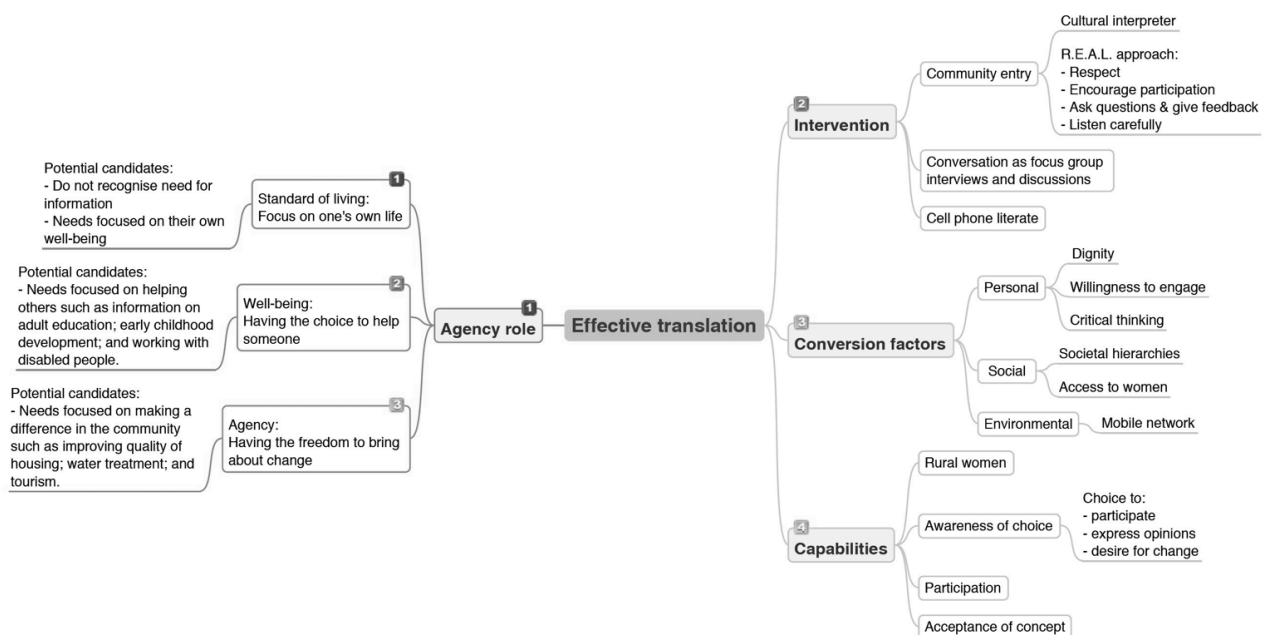 Effective translation
1
Agency role
1
Standard of living:
Focus on one's own life
Potential candidates:
- Do not recognise need for
information
- Needs focused on their own
well-being
2
Well-being:
Having the choice to help
someone
Potential candidates:
- Needs focused on helping
others such as information on
adult education; early childhood
development; and working with
disabled people.
3
Agency:
Having the freedom to bring
about change
Potential candidates:
- Needs focused on making a
difference in the community
such as improving quality of
housing; water treatment; and
tourism.
2
Intervention
Community entry
Cultural interpreter
R.E.A.L. approach:
- Respect
- Encourage participation
- Ask questions & give feedback
- Listen carefully
Conversation as focus group
interviews and discussions
Cell phone literate
3
Conversion factors
Personal
Dignity
Willingness to engage
Critical thinking
Social
Societal hierarchies
Access to women
Environmental
Mobile network
4
Capabilities
Rural women
Awareness of choice
Choice to:
- participate
- express opinions
- desire for change
Participation
Acceptance of concept